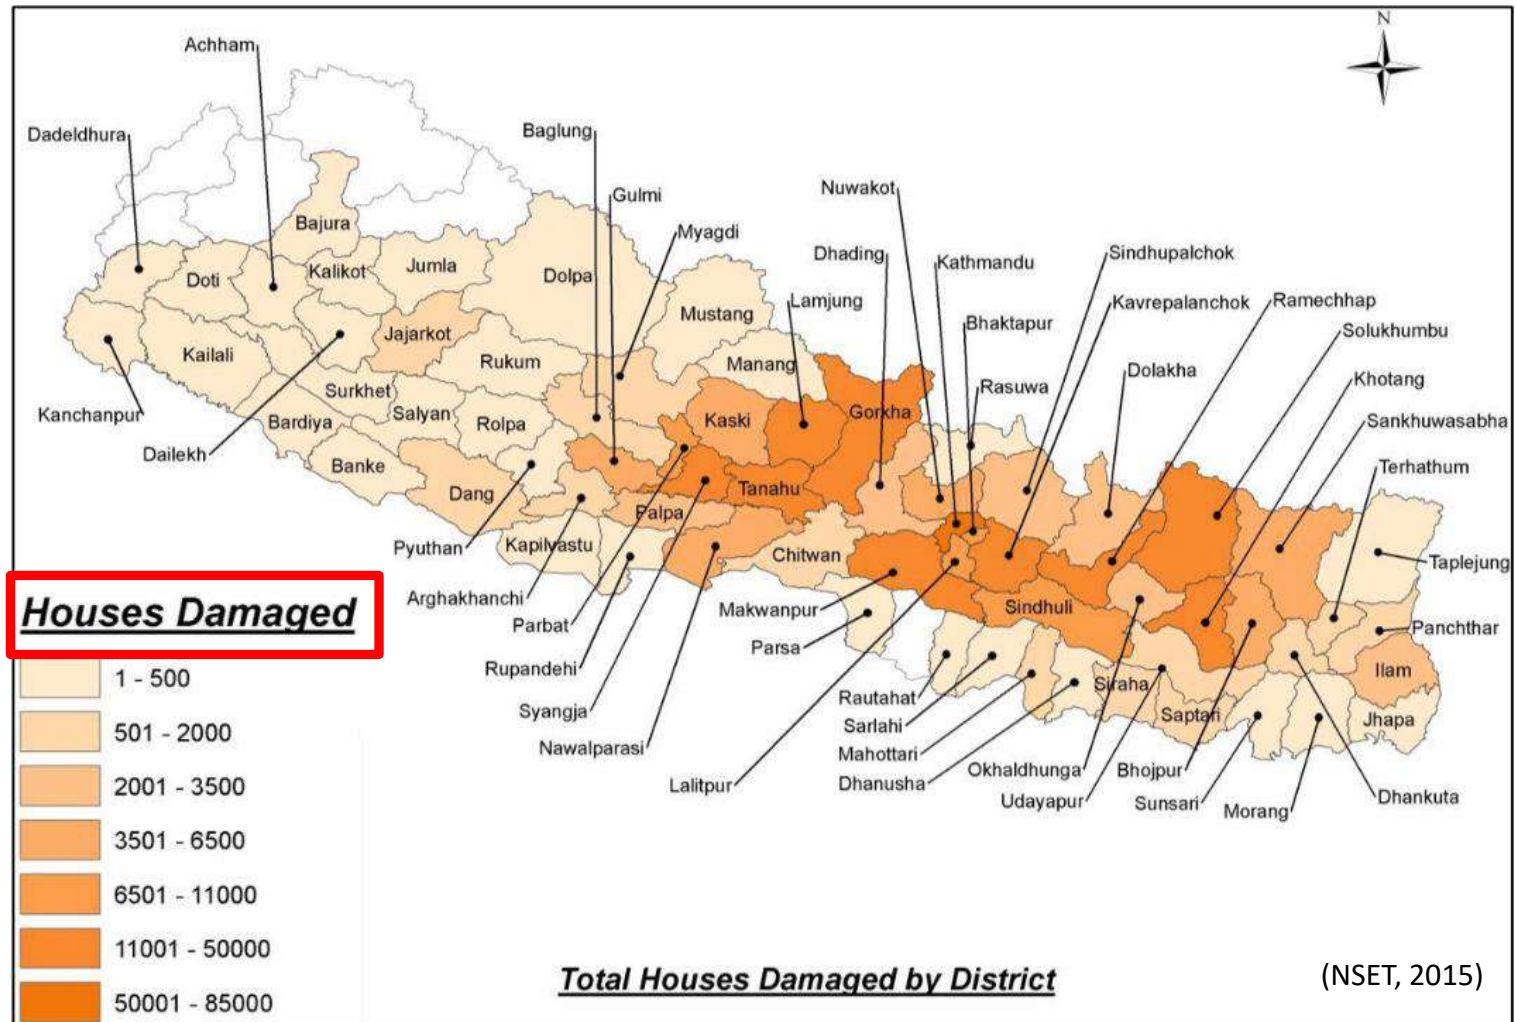 N
Achham
Dadeldhura
Baglung
Nuwakot
Gulmi
Bajura
Myagdi
Dhading
Kathmandu
Sindhupalchok
Doti
Kalikot
Jumla
Dolpa
Lamjung
Kavrepalanchok
Ramechhap
Mustang
Bhaktapur
Solukhumbu
Jajarkot
Kailali
Rukum
Manang
Rasuwa
Dolakha
Khotang
Surkhet
Kanchanpur
Salyan
Bardiya
Rolpa
Kaski
Gorkha
Sankhuwasabha
Dailekh
Banke
Terhathum
Dang
Tanahu
Palpa
Pyuthan
Kapilvastu
Chitwan
Taplejung
Arghakhanchi
Makwanpur
Sindhuli
Houses Damaged
Parbat
Panchthar
Parsa
Rupandehi
Ilam
1 - 500
Siraha
Rautahat
Syangja
Saptari
Jhapa
Sarlahi
501 - 2000
Nawalparasi
Mahottari
Okhaldhunga
Bhojpur
Lalitpur
Dhanusha
2001 - 3500
Udayapur
Sunsari
Dhankuta
Morang
3501 - 6500
6501 - 11000
11001 - 50000
Total Houses Damaged by District
(NSET, 2015)
50001 - 85000